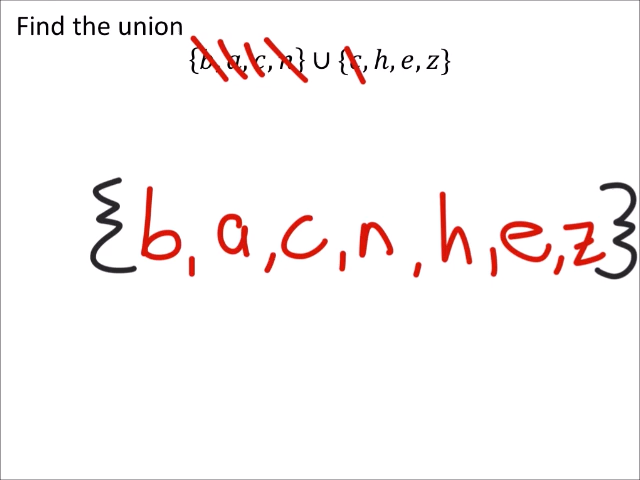 Find the union
{b, a, c, n} ∪ {c, h, e, z}
{b, a, c, n, h, e, z}